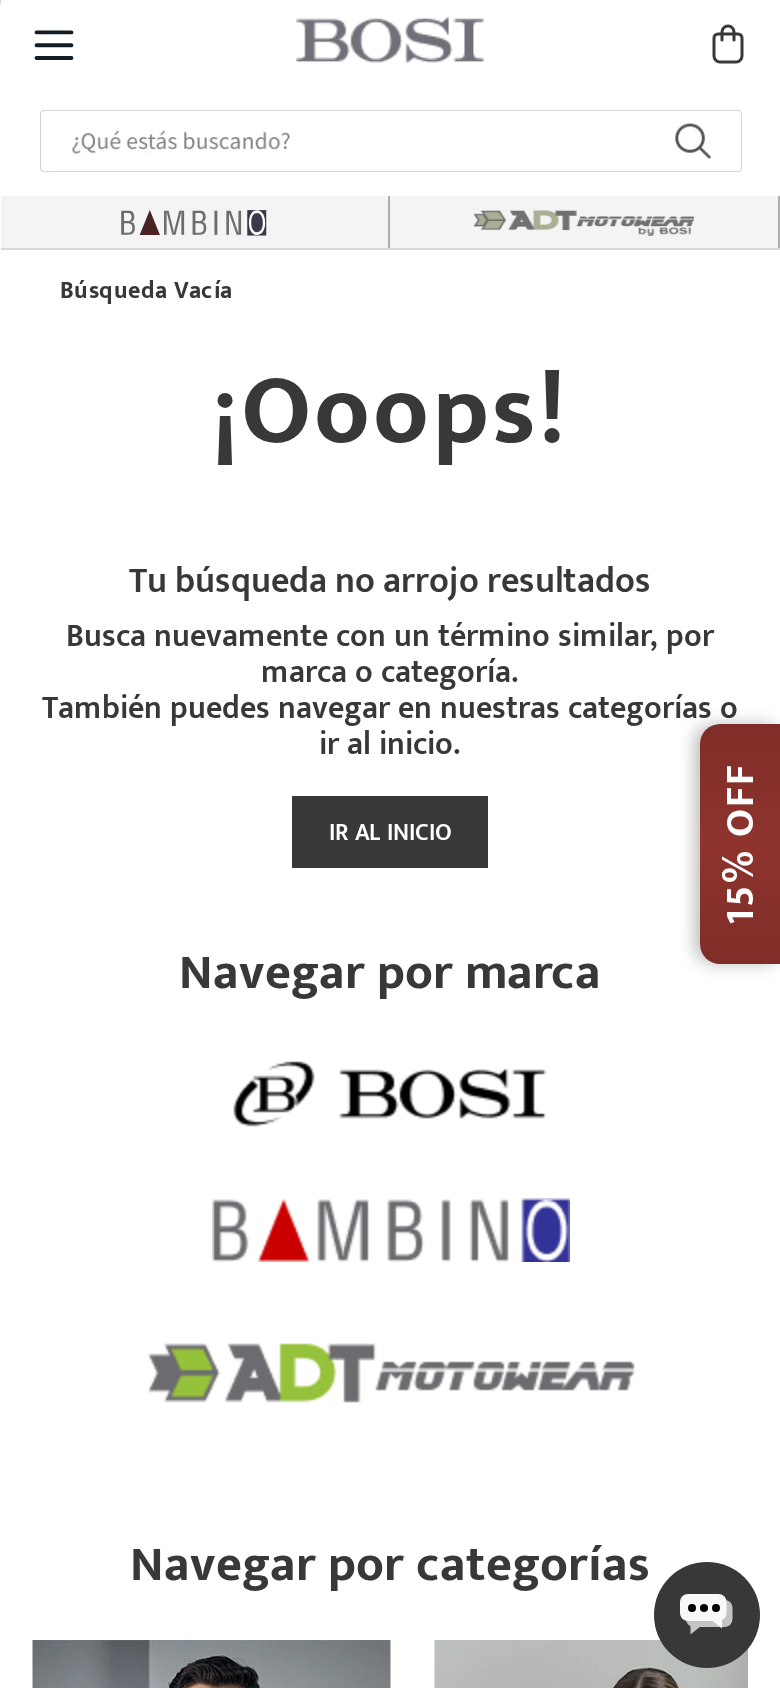 BOSI
¿Qué estás buscando?
BAMBINO
ADT MOTOWEAR
by BOSI
Búsqueda Vacía
¡Ooops!
Tu búsqueda no arrojo resultados
Busca nuevamente con un término similar, por
marca o categoría.
También puedes navegar en nuestras categorías o
ir al inicio.
15% OFF
IR AL INICIO
Navegar por marca
B BOSI
BAMBINO
ADT MOTOWEAR
Navegar por categorías